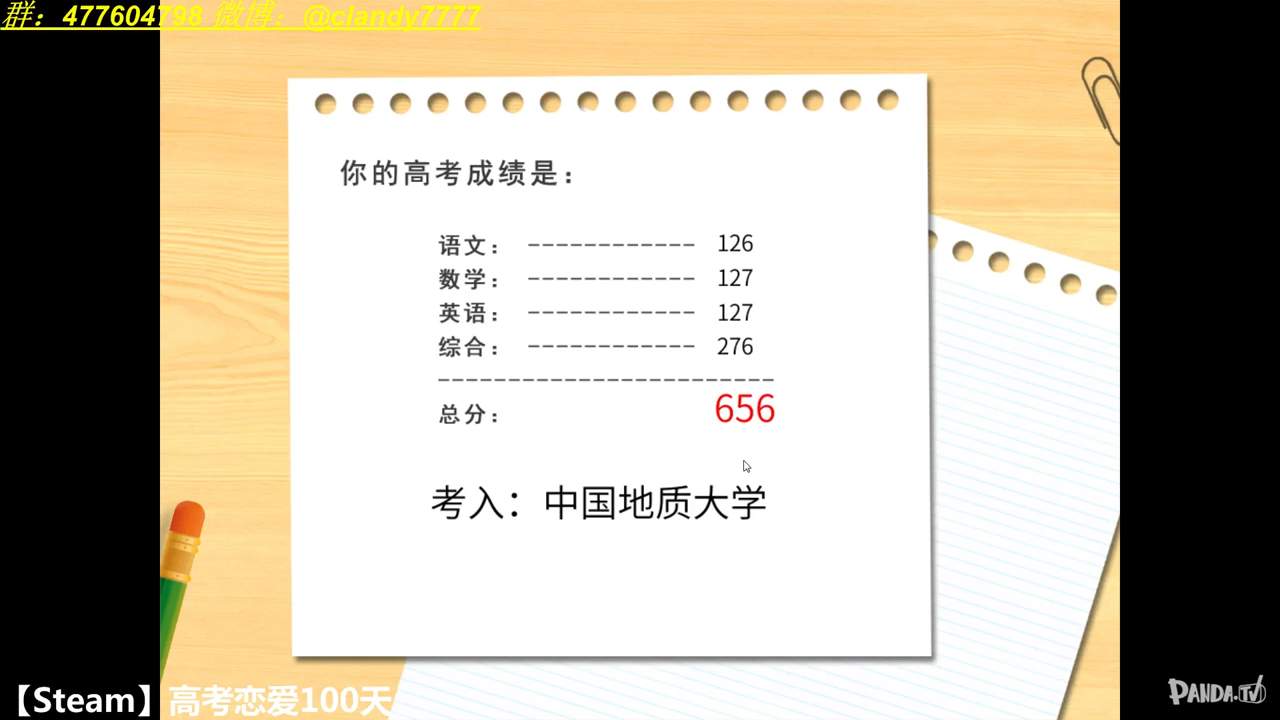 群：477604798 微博：@clandy7777
你的高考成绩是：
语文：------------ 126
数学：------------ 127
英语：------------ 127
综合：------------ 276
------------------------
总分： 656
考入：中国地质大学
【Steam】高考恋爱100天
PANDA.TV